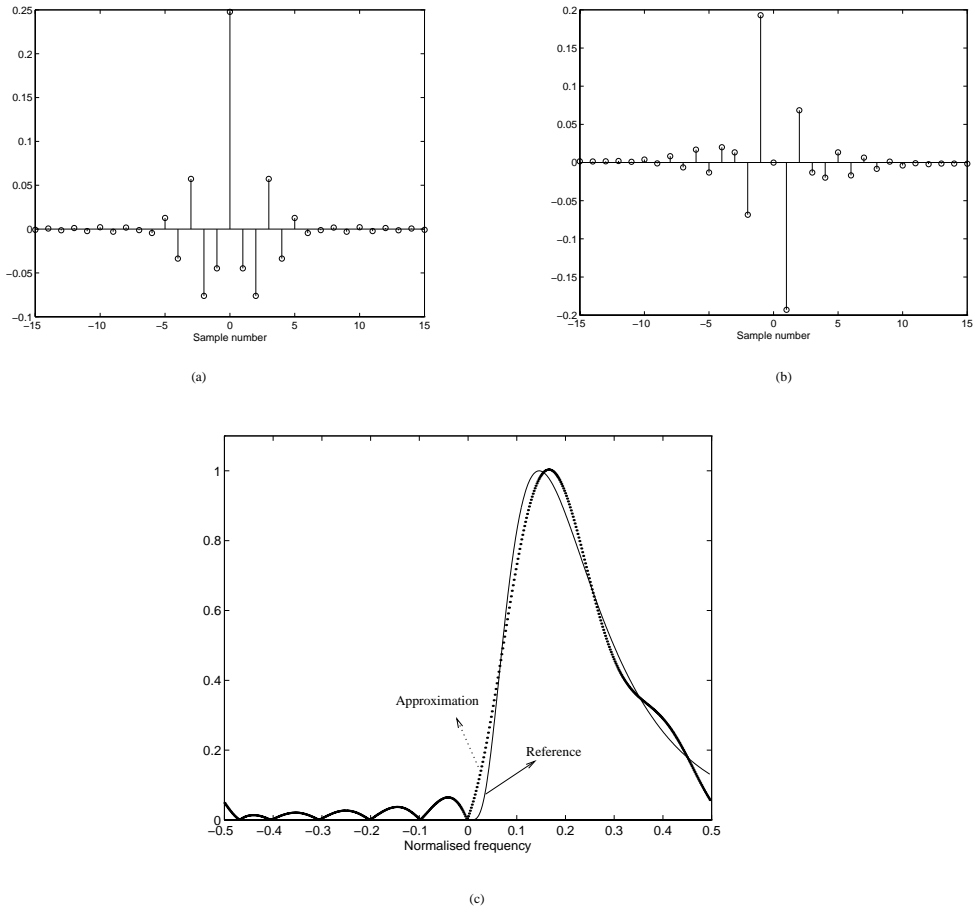 0.25
0.2
0.15
0.1
0.05
0
−0.05
−0.1
−15 −10 −5 0 5 10 15
Sample number
(a)
0.2
0.15
0.1
0.05
0
−0.05
−0.1
−0.15
−0.2
−15 −10 −5 0 5 10 15
Sample number
(b)
1
0.8
0.6
0.4
0.2
0
Approximation
Reference
−0.5 −0.4 −0.3 −0.2 −0.1 0 0.1 0.2 0.3 0.4 0.5
Normalised frequency
(c)